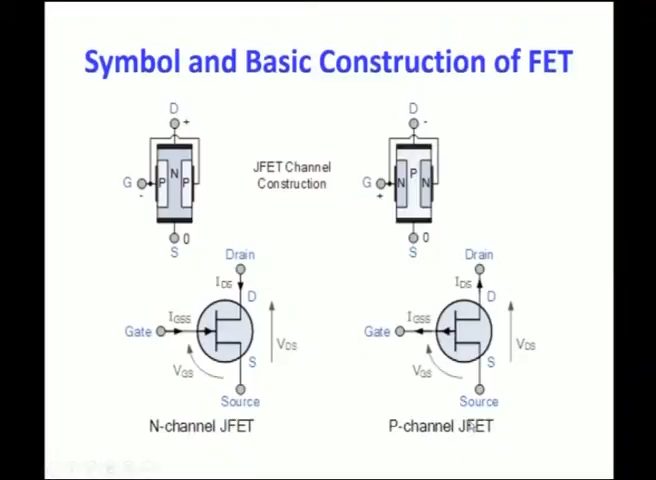 Symbol and Basic Construction of FET
D
+
G
-
P
N
P
S
0
JFET Channel
Construction
D
-
G
+
N
P
N
S
0
Drain
IDS
D
IGSS
Gate
VGS
VDS
S
Source
N-channel JFET
Drain
IDS
D
IGSS
Gate
VGS
VDS
S
Source
P-channel JFET